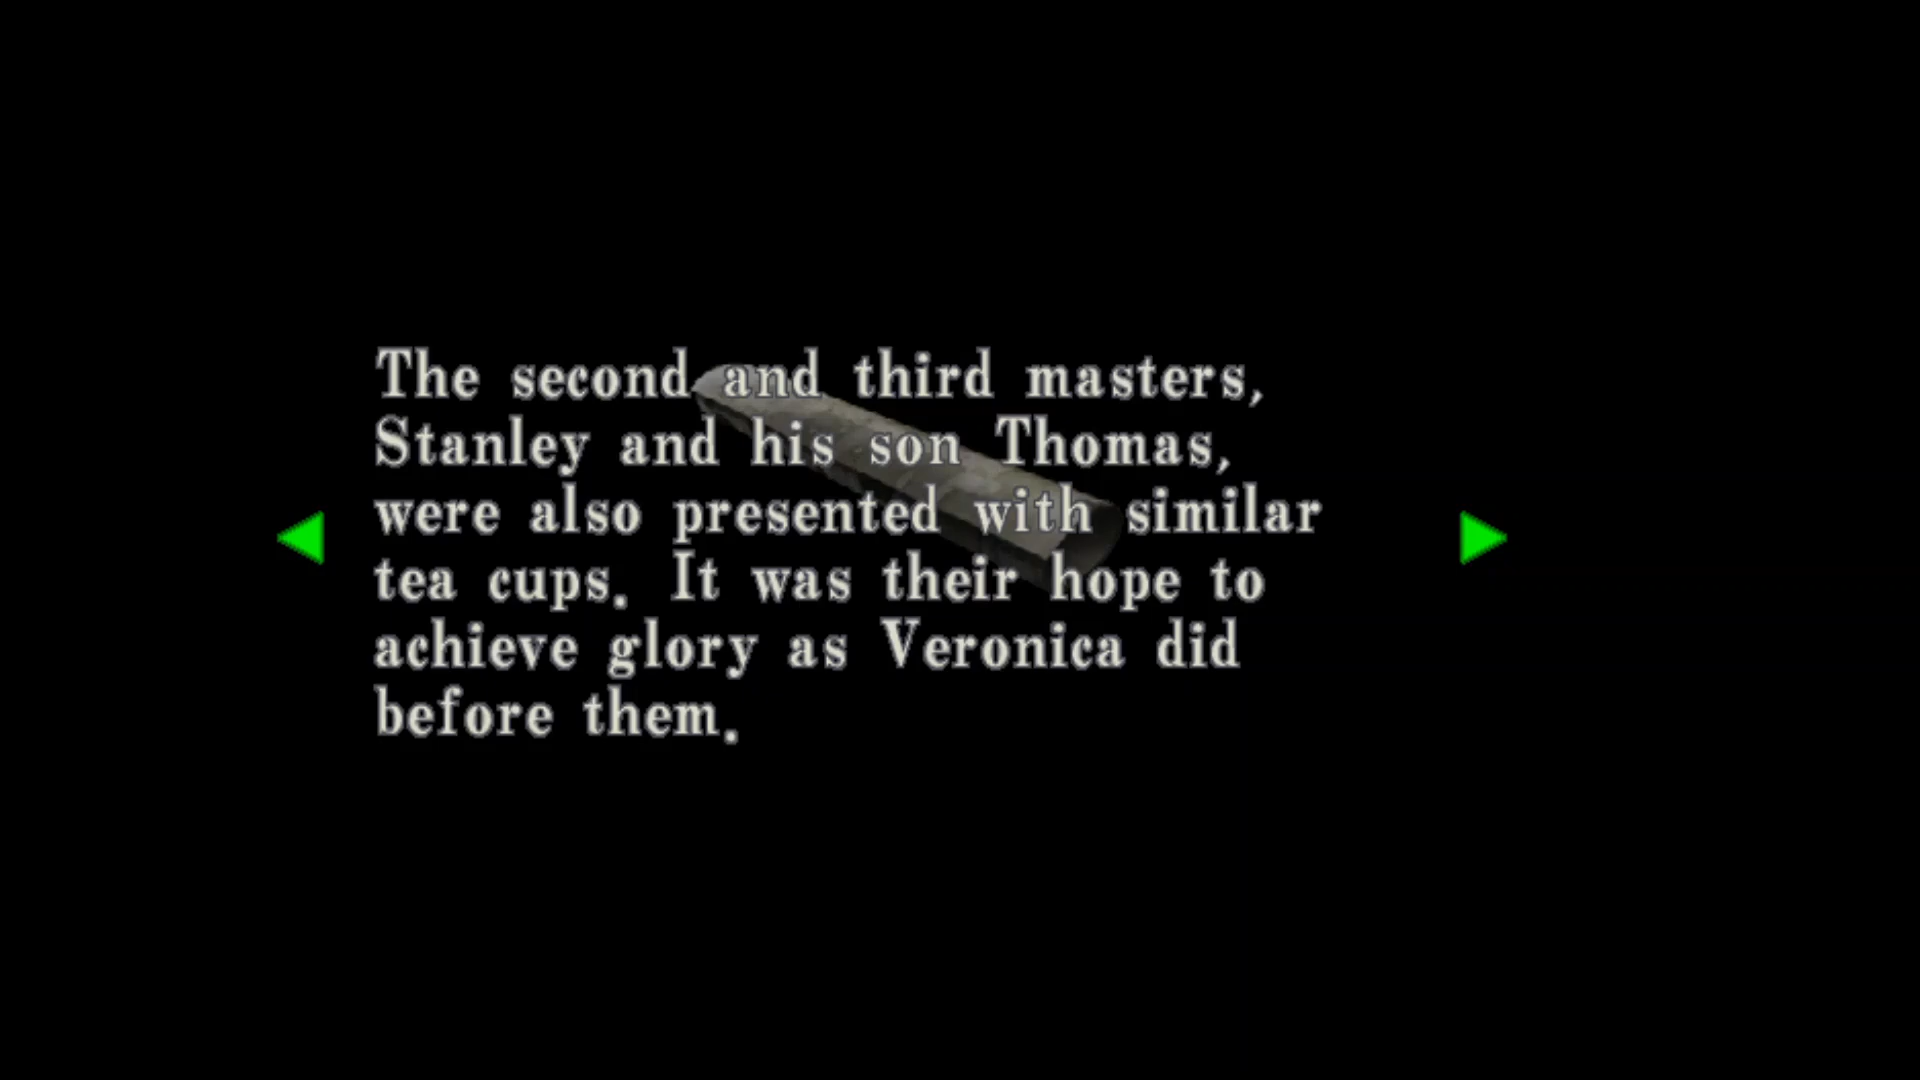 The second and third masters,
Stanley and his son Thomas,
were also presented with similar
tea cups. It was their hope to
achieve glory as Veronica did
before them.